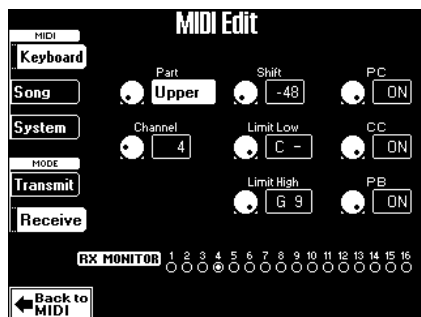 MIDI Edit
MIDI
Keyboard
Part
Shift
PC
Upper
-48
ON
Song
System
Channel
Limit Low
CC
4
C -
ON
MODE
Transmit
Limit High
PB
G 9
ON
Receive
RX MONITOR 1 2 3 4 5 6 7 8 9 10 11 12 13 14 15 16
Back to
MIDI